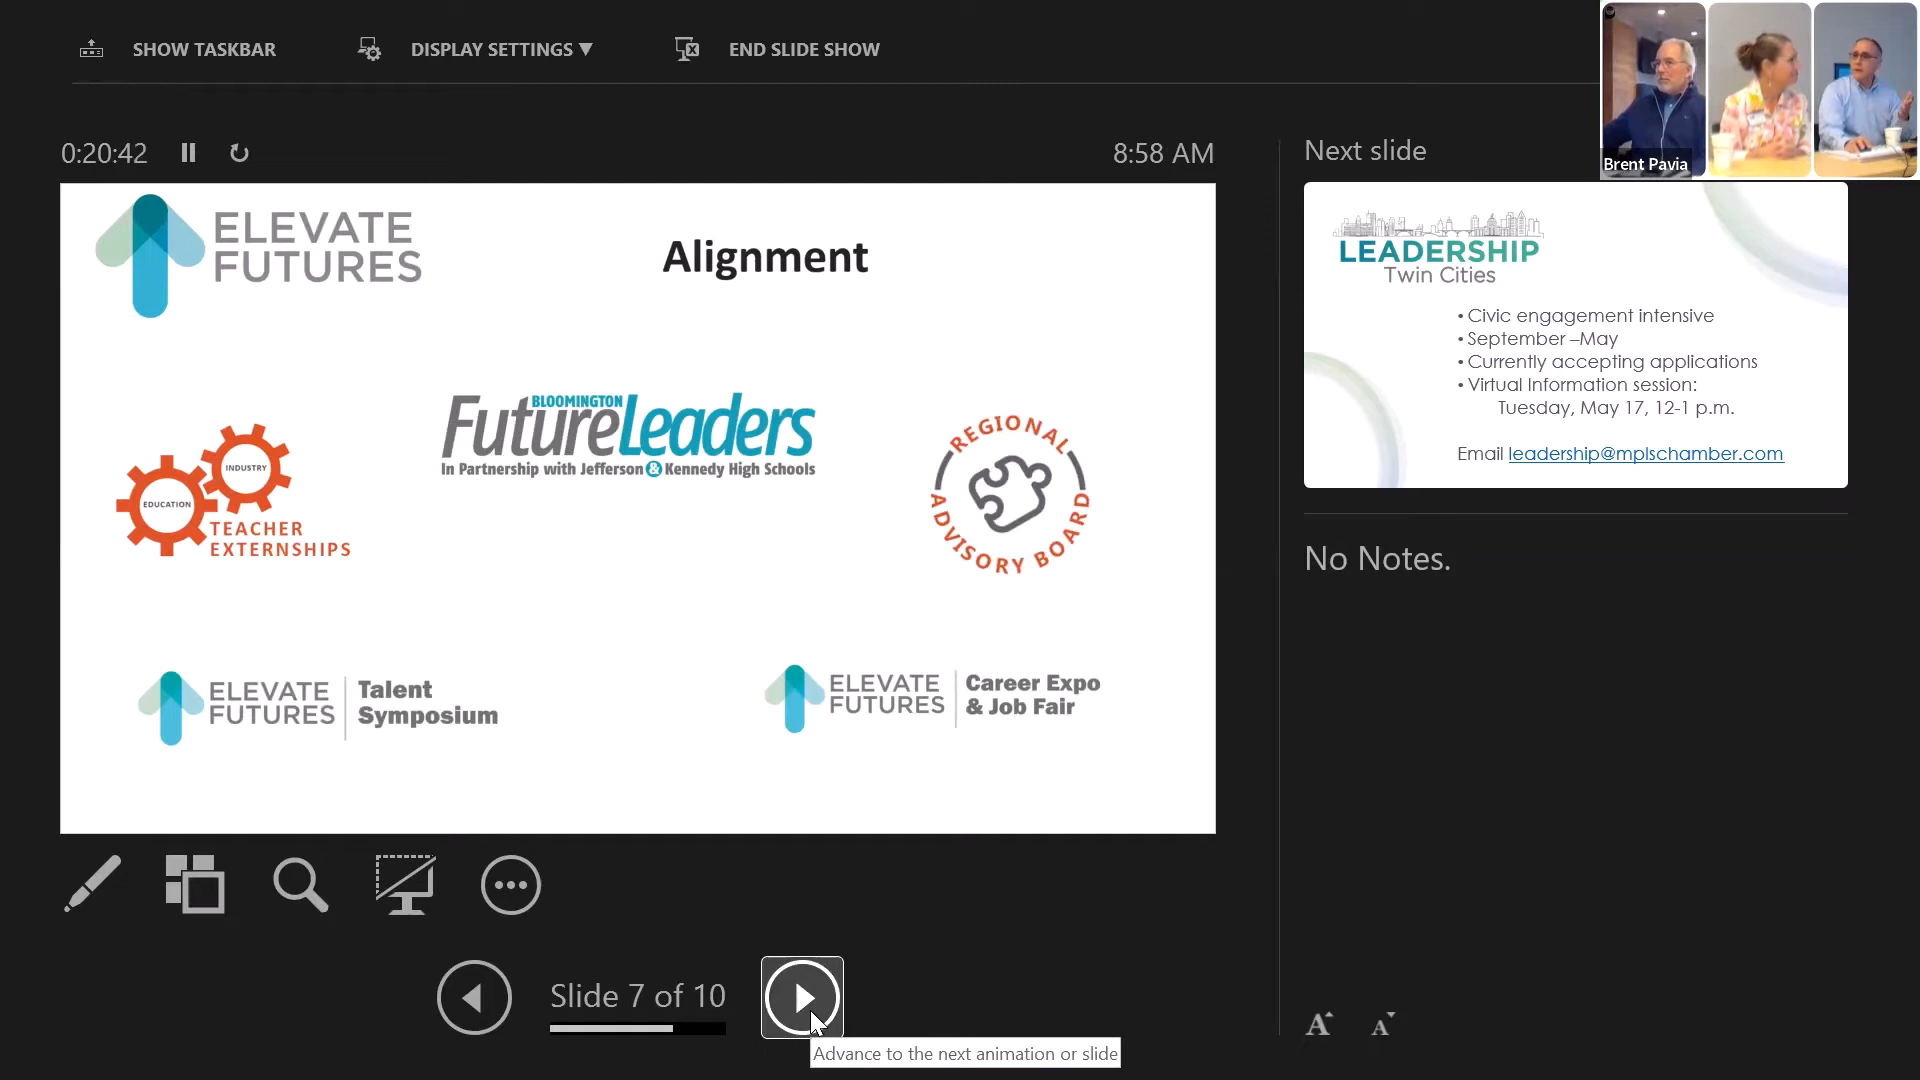 SHOW TASKBAR
DISPLAY SETTINGS ▼
END SLIDE SHOW
Brent Pavia
0:20:42
8:58 AM
Next slide
ELEVATE
FUTURES
Alignment
BLOOMINGTON
FutureLeaders
In Partnership with Jefferson & Kennedy High Schools
INDUSTRY
EDUCATION
TEACHER
EXTERNSHIPS
REGIONAL
ADVISORY BOARD
ELEVATE
FUTURES
Talent
Symposium
ELEVATE
FUTURES
Career Expo
& Job Fair
LEADERSHIP
Twin Cities
• Civic engagement intensive
• September –May
• Currently accepting applications
• Virtual Information session:
Tuesday, May 17, 12-1 p.m.
Email leadership@mplschamber.com
No Notes.
Slide 7 of 10
Advance to the next animation or slide
A
A